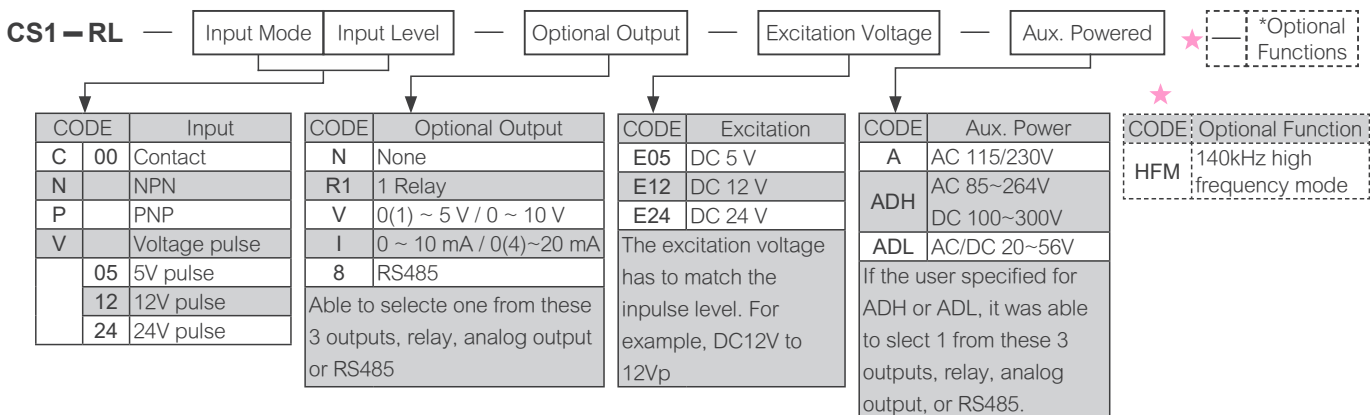 CS1 – RL — Input Mode Input Level — Optional Output — Excitation Voltage — Aux. Powered ★ — *Optional
Functions
★
CODE Input
C 00 Contact
N NPN
P PNP
V Voltage pulse
05 5V pulse
12 12V pulse
24 24V pulse
CODE Optional Output
N None
R1 1 Relay
V 0(1) ~ 5 V / 0 ~ 10 V
I 0 ~ 10 mA / 0(4)~20 mA
8 RS485
Able to selecte one from these
3 outputs, relay, analog output
or RS485
CODE Excitation
E05 DC 5 V
E12 DC 12 V
E24 DC 24 V
The excitation voltage
has to match the
inpulse level. For
example, DC12V to
12Vp
CODE Aux. Power
A AC 115/230V
ADH AC 85~264V
DC 100~300V
ADL AC/DC 20~56V
If the user specified for
ADH or ADL, it was able
to slect 1 from these 3
outputs, relay, analog
output, or RS485.
CODE Optional Function
HFM 140kHz high
frequency mode